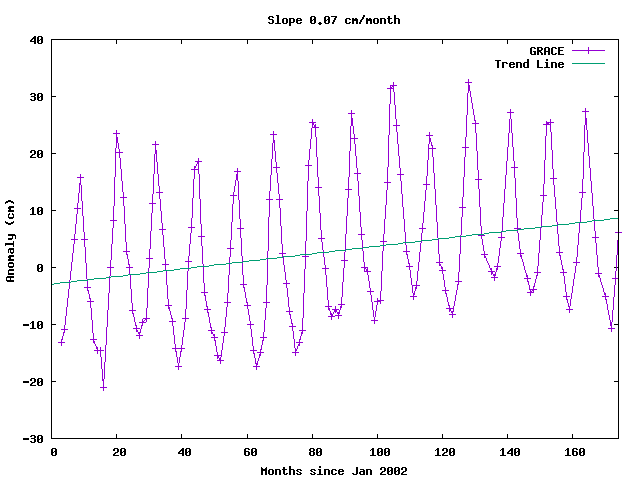 Slope 0.07 cm/month
GRACE
Trend Line
40
30
20
10
0
-10
-20
-30
Anomaly (cm)
0 20 40 60 80 100 120 140 160
Months since Jan 2002